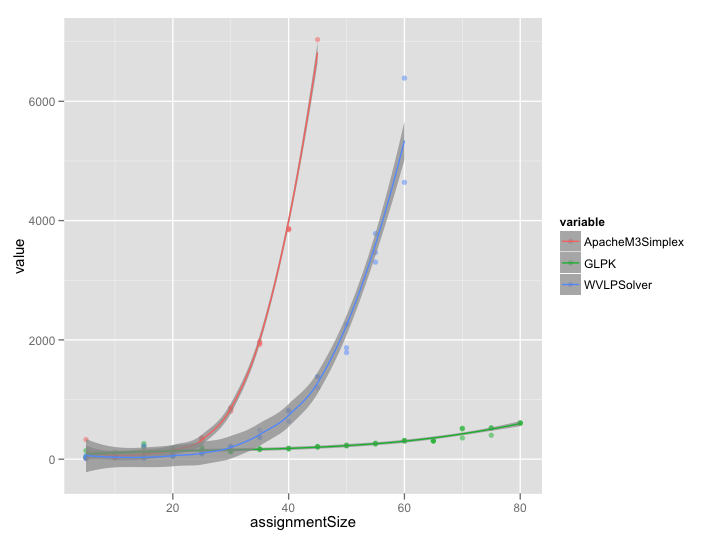 6000
4000
2000
0
value
20
40
60
80
assignmentSize
variable
ApacheM3Simplex
GLPK
WVLPSolver